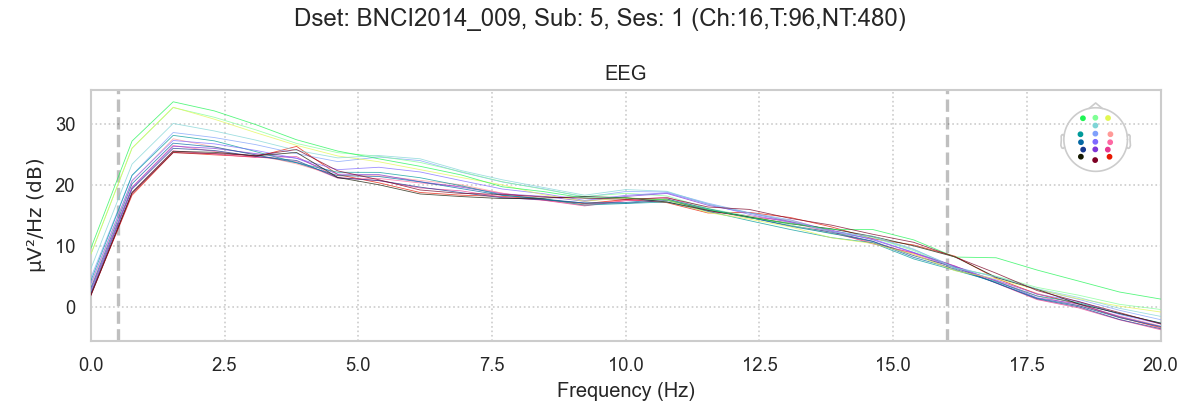 Dset: BNCI2014_009, Sub: 5, Ses: 1 (Ch:16,T:96,NT:480)
EEG
µV²/Hz (dB)
30
20
10
0
0.0 2.5 5.0 7.5 10.0 12.5 15.0 17.5 20.0
Frequency (Hz)